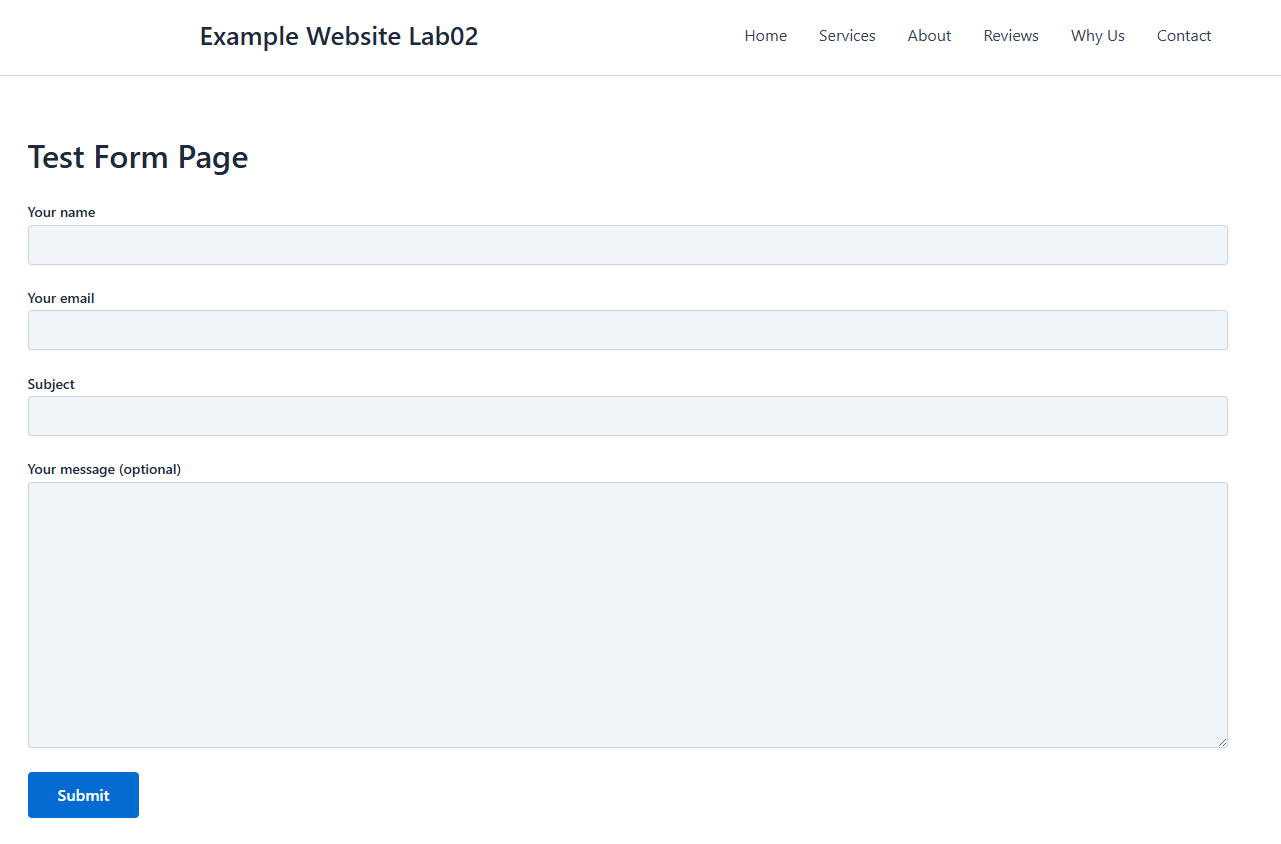 Example Website Lab02
Home Services About Reviews Why Us Contact
Test Form Page
Your name
Your email
Subject
Your message (optional)
Submit